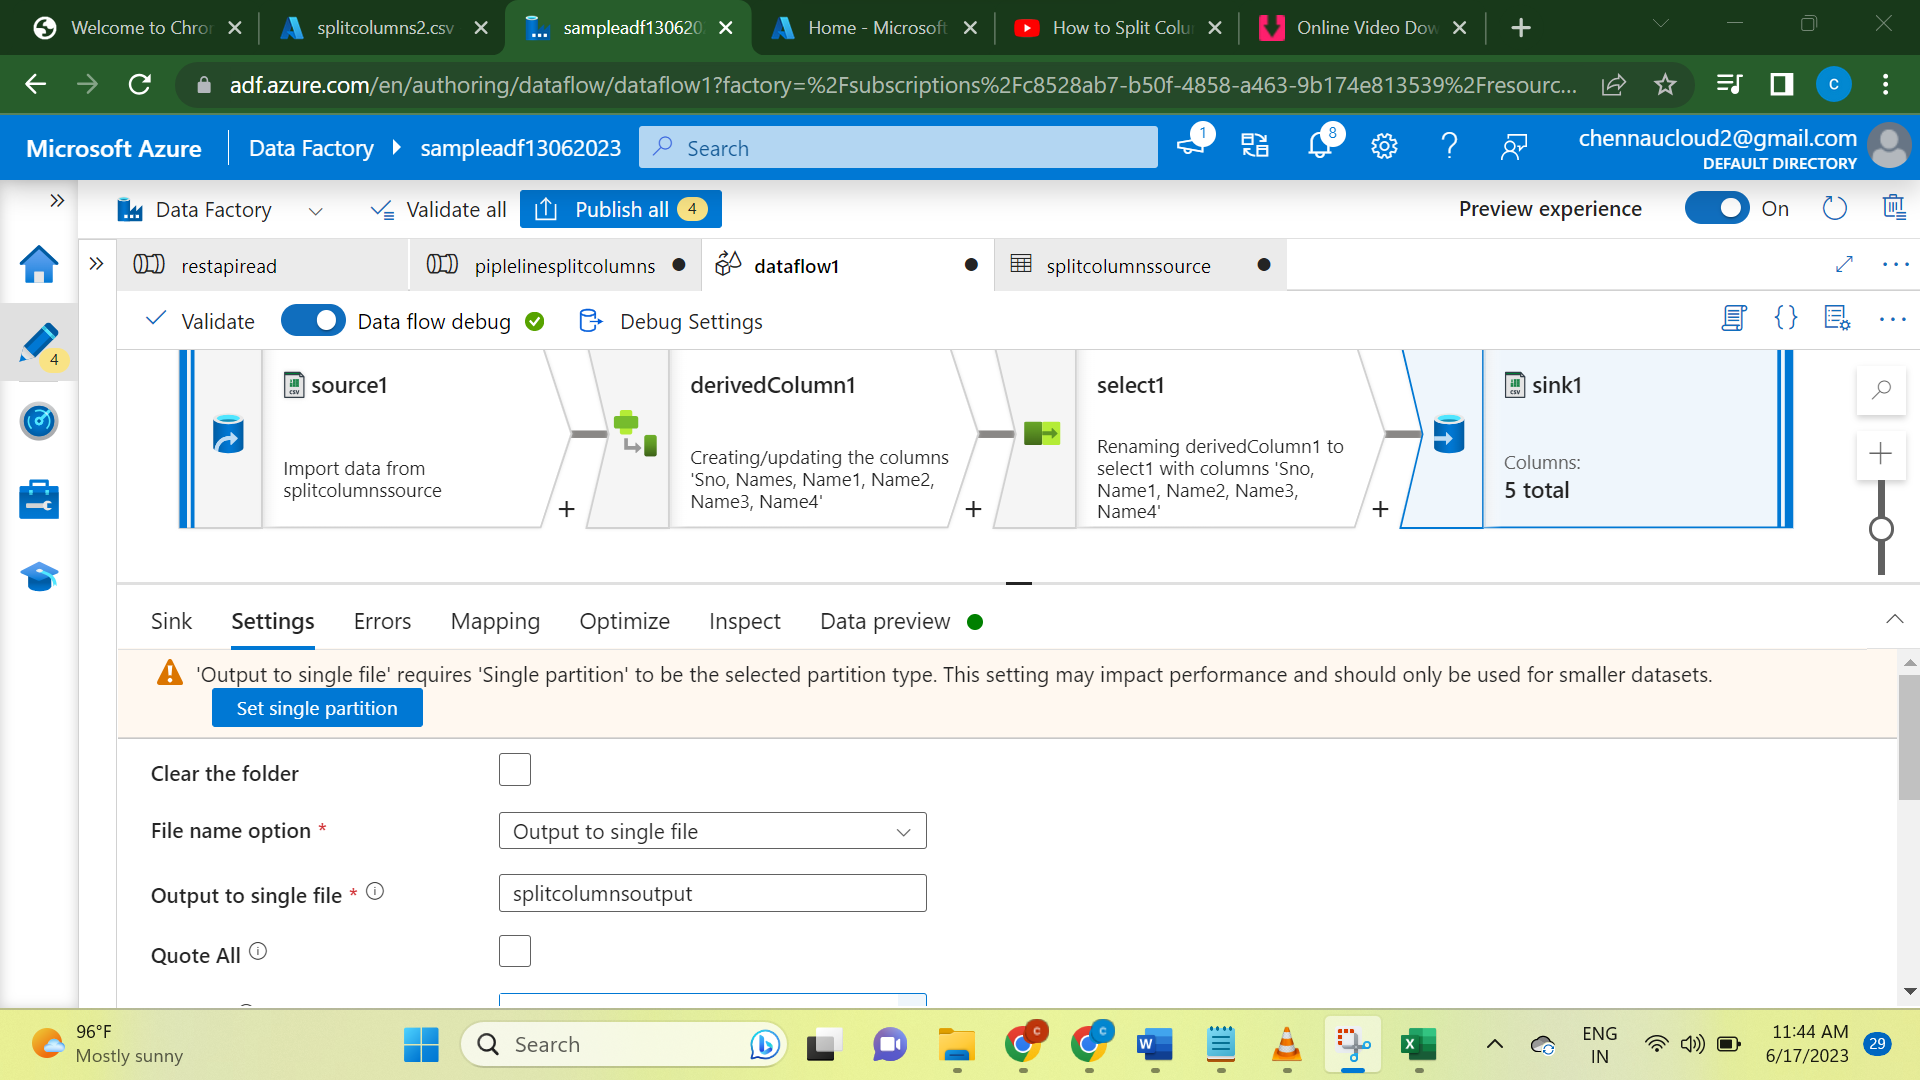 Welcome to Chror
splitcolumns2.csv
sampleadf1306202
Home - Microsoft
How to Split Colu
Online Video Dow
adf.azure.com/en/authoring/dataflow/dataflow1?factory=%2Fsubscriptions%2Fc8528ab7-b50f-4858-a463-9b174e813539%2Fresourc...
c
Microsoft Azure
Data Factory
sampleadf13062023
Search
1
8
chennaucloud2@gmail.com
DEFAULT DIRECTORY
Data Factory
Validate all
Publish all 4
Preview experience
On
restapiread
piplelinesplitcolumns
dataflow1
splitcolumnssource
4
Validate
Data flow debug
Debug Settings
source1
Import data from
splitcolumnssource
derivedColumn1
Creating/updating the columns
'Sno, Names, Name1, Name2,
Name3, Name4'
select1
Renaming derivedColumn1 to
select1 with columns 'Sno,
Name1, Name2, Name3,
Name4'
sink1
Columns:
5 total
Sink
Settings
Errors
Mapping
Optimize
Inspect
Data preview
'Output to single file' requires 'Single partition' to be the selected partition type. This setting may impact performance and should only be used for smaller datasets.
Set single partition
Clear the folder
File name option *
Output to single file
Output to single file *
splitcolumnsoutput
Quote All
96°F
Mostly sunny
Search
ENG
IN
11:44 AM
6/17/2023
29